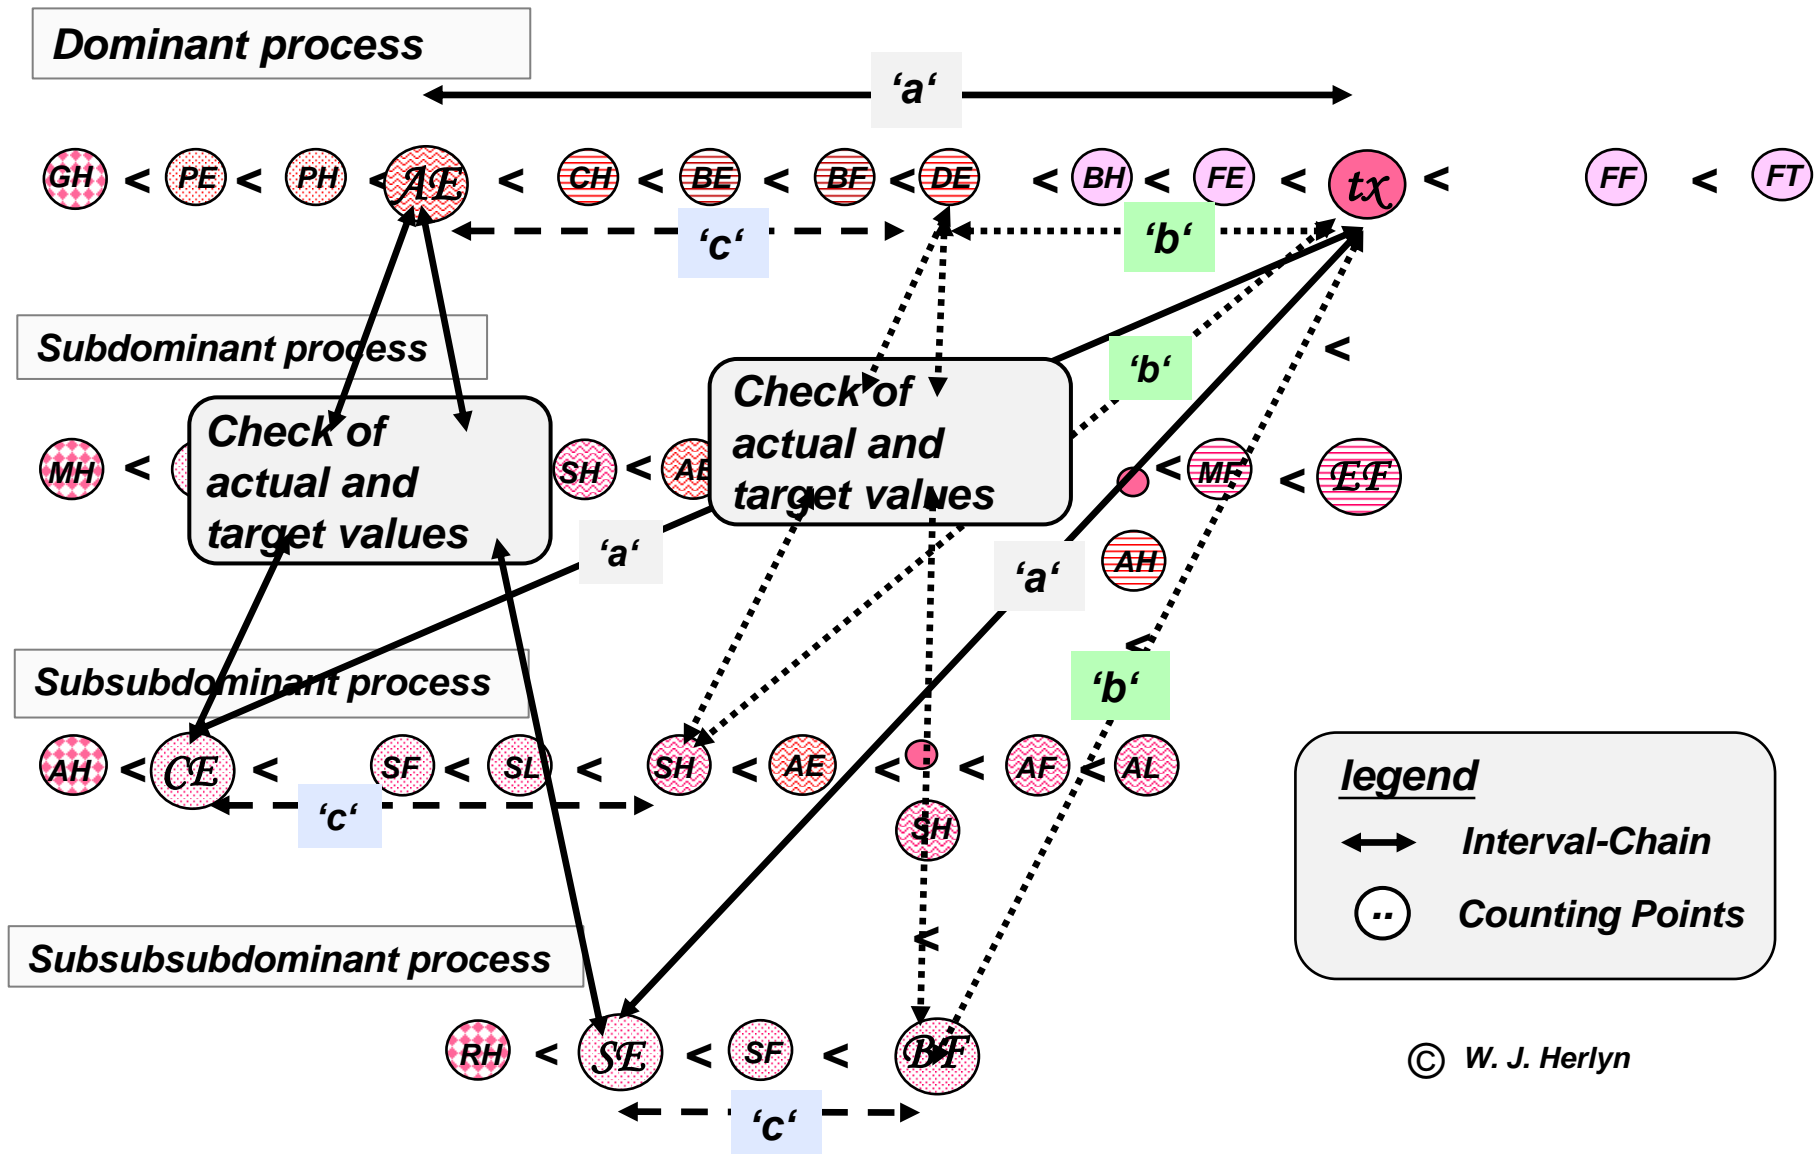 Dominant process
‘a‘
GH < PE < PH < AE < CH < BE < BF < DE < BH < FE < tx < FF < FT
‘c‘ ‘b‘
Subdominant process
<
‘b‘
Check of
actual and
target values
Check of
actual and
target values
MH < SH < AE < MF < EF
‘a‘ ‘a‘ AH
<
Subsubdominant process
‘b‘
AH < CE < SF < SL < SH < AE < < AF < AL
‘c‘
SH
<
Subsubsubdominant process
RH < SE < SF < BF
‘c‘
legend
Interval-Chain
.. Counting Points
© W. J. Herlyn